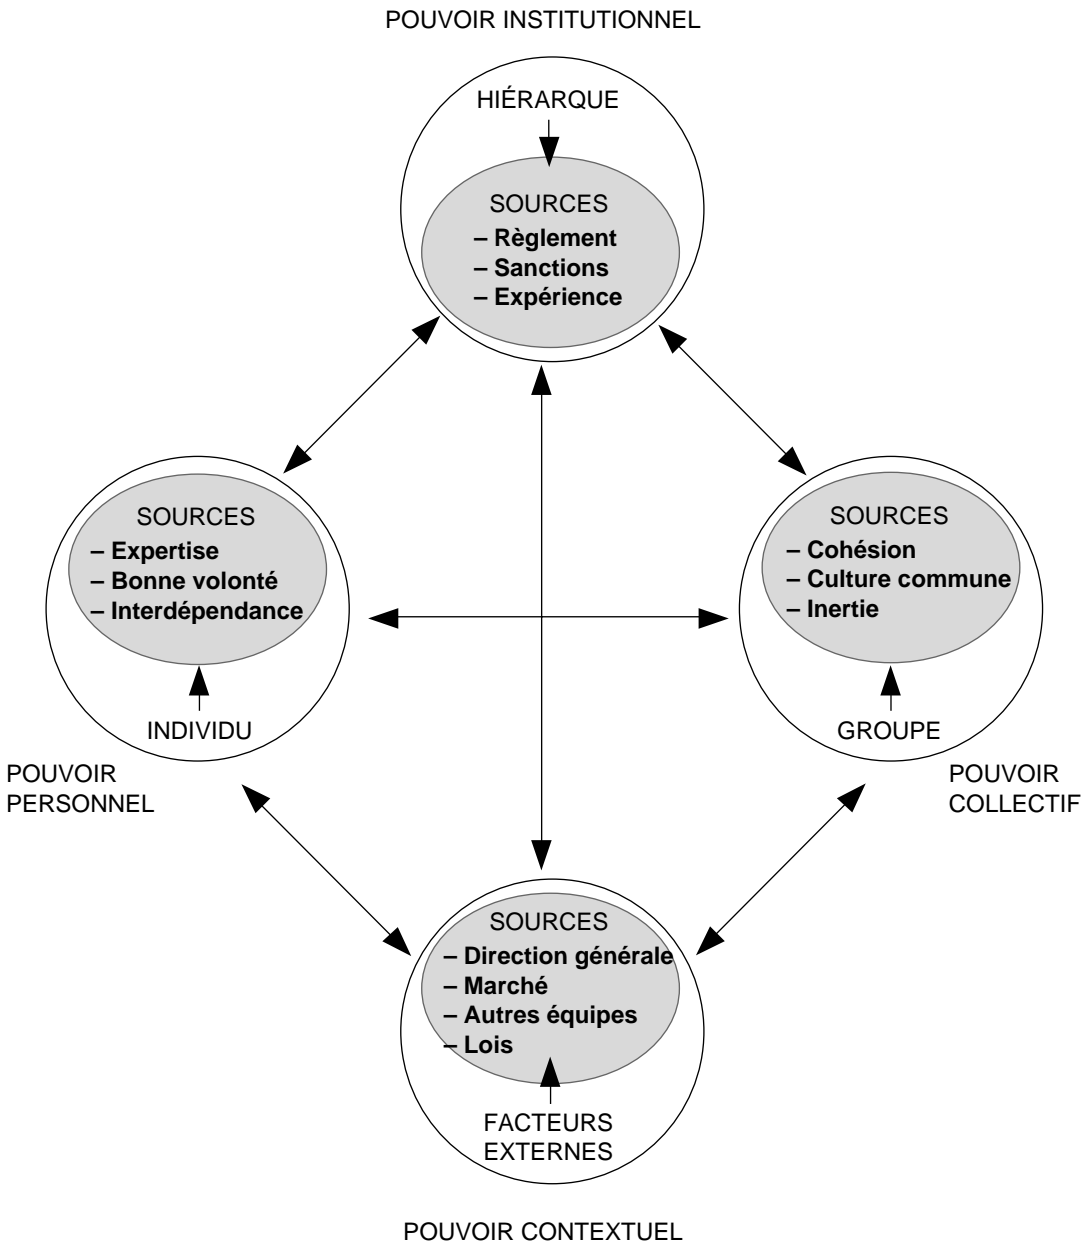 POUVOIR INSTITUTIONNEL
HIÉRARQUE
SOURCES
– Règlement
– Sanctions
– Expérience
SOURCES
– Expertise
– Bonne volonté
– Interdépendance
INDIVIDU
POUVOIR
PERSONNEL
SOURCES
– Cohésion
– Culture commune
– Inertie
GROUPE
POUVOIR
COLLECTIF
SOURCES
– Direction générale
– Marché
– Autres équipes
– Lois
FACTEURS
EXTERNES
POUVOIR CONTEXTUEL